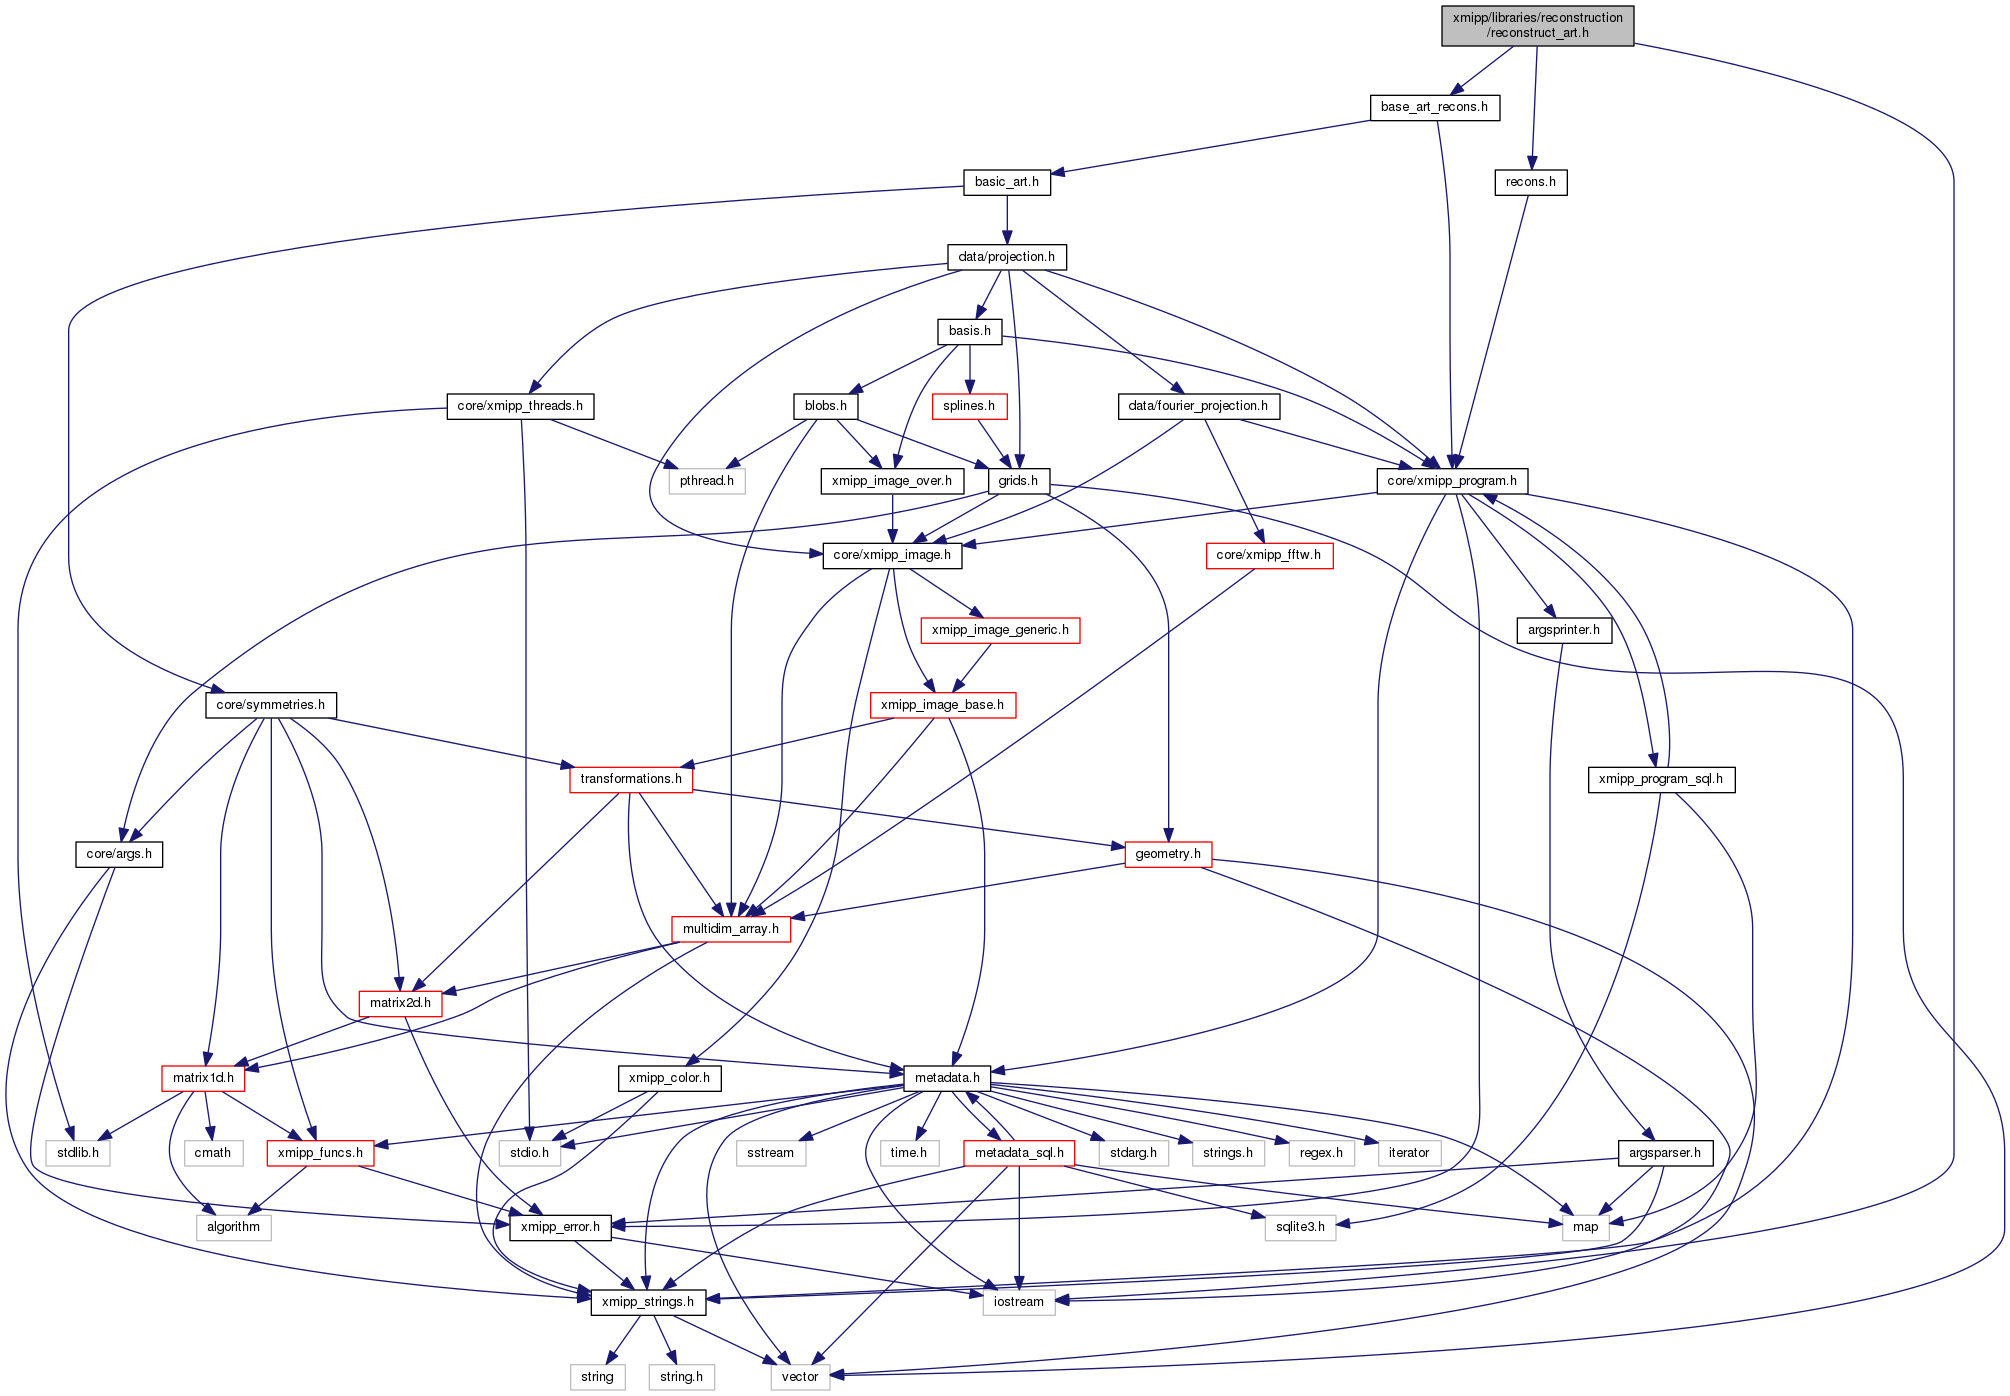 xmipp/libraries/reconstruction
/reconstruct_art.h
base_art_recons.h
basic_art.h
recons.h
data/projection.h
basis.h
core/xmipp_threads.h
blobs.h
splines.h
data/fourier_projection.h
pthread.h
xmipp_image_over.h
grids.h
core/xmipp_program.h
core/xmipp_image.h
core/xmipp_fftw.h
xmipp_image_generic.h
argsprinter.h
core/symmetries.h
xmipp_image_base.h
transformations.h
xmipp_program_sql.h
core/args.h
geometry.h
multidim_array.h
matrix2d.h
matrix1d.h
xmipp_color.h
metadata.h
stdlib.h
cmath
xmipp_funcs.h
stdio.h
sstream
time.h
metadata_sql.h
stdarg.h
strings.h
regex.h
iterator
argsparser.h
algorithm
xmipp_error.h
sqlite3.h
map
xmipp_strings.h
iostream
string
string.h
vector